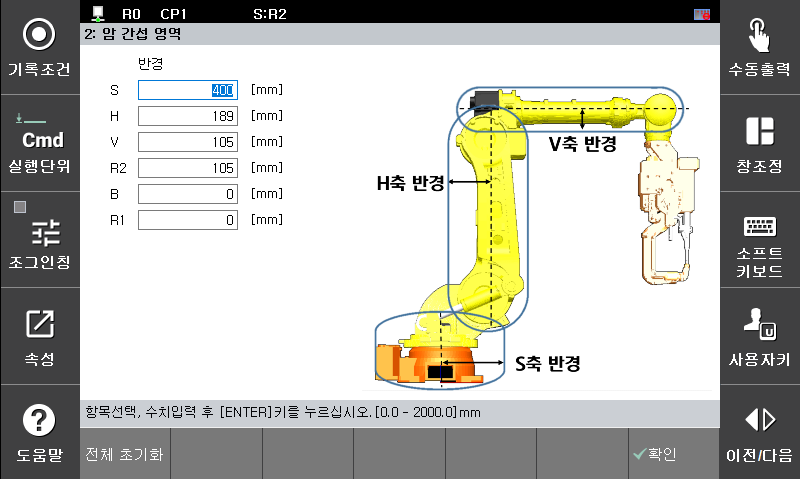 R0 CP1 S:R2
2: 암 간섭 영역
기록조건
Cmd
실행단위
조그인칭
속성
?
도움말
반경
S 400 [mm]
H 189 [mm]
V 105 [mm]
R2 105 [mm]
B 0 [mm]
R1 0 [mm]
V축 반경
H축 반경
S축 반경
수동출력
창조정
소프트
키보드
U
사용자키
이전/다음
항목선택, 수치입력 후 [ENTER]키를 누르십시오.[0.0 - 2000.0]mm
전체 초기화
확인